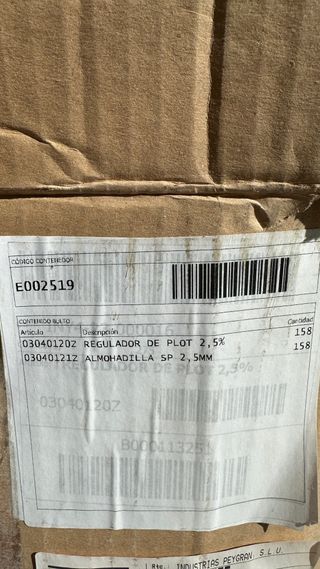 CÓDIGO CONTENEDOR
E002519
CONTENIDO BULTO
Artículo Descripción Cantidad
03040120Z REGULADOR DE PLOT 2,5% 158
03040121Z ALMOHADILLA SP 2,5MM 158
REGULADOR DE PLOT 2,5%
03040120Z
B000113251
Rte.: INDUSTRIAS PEYGRAN, S.L.U.